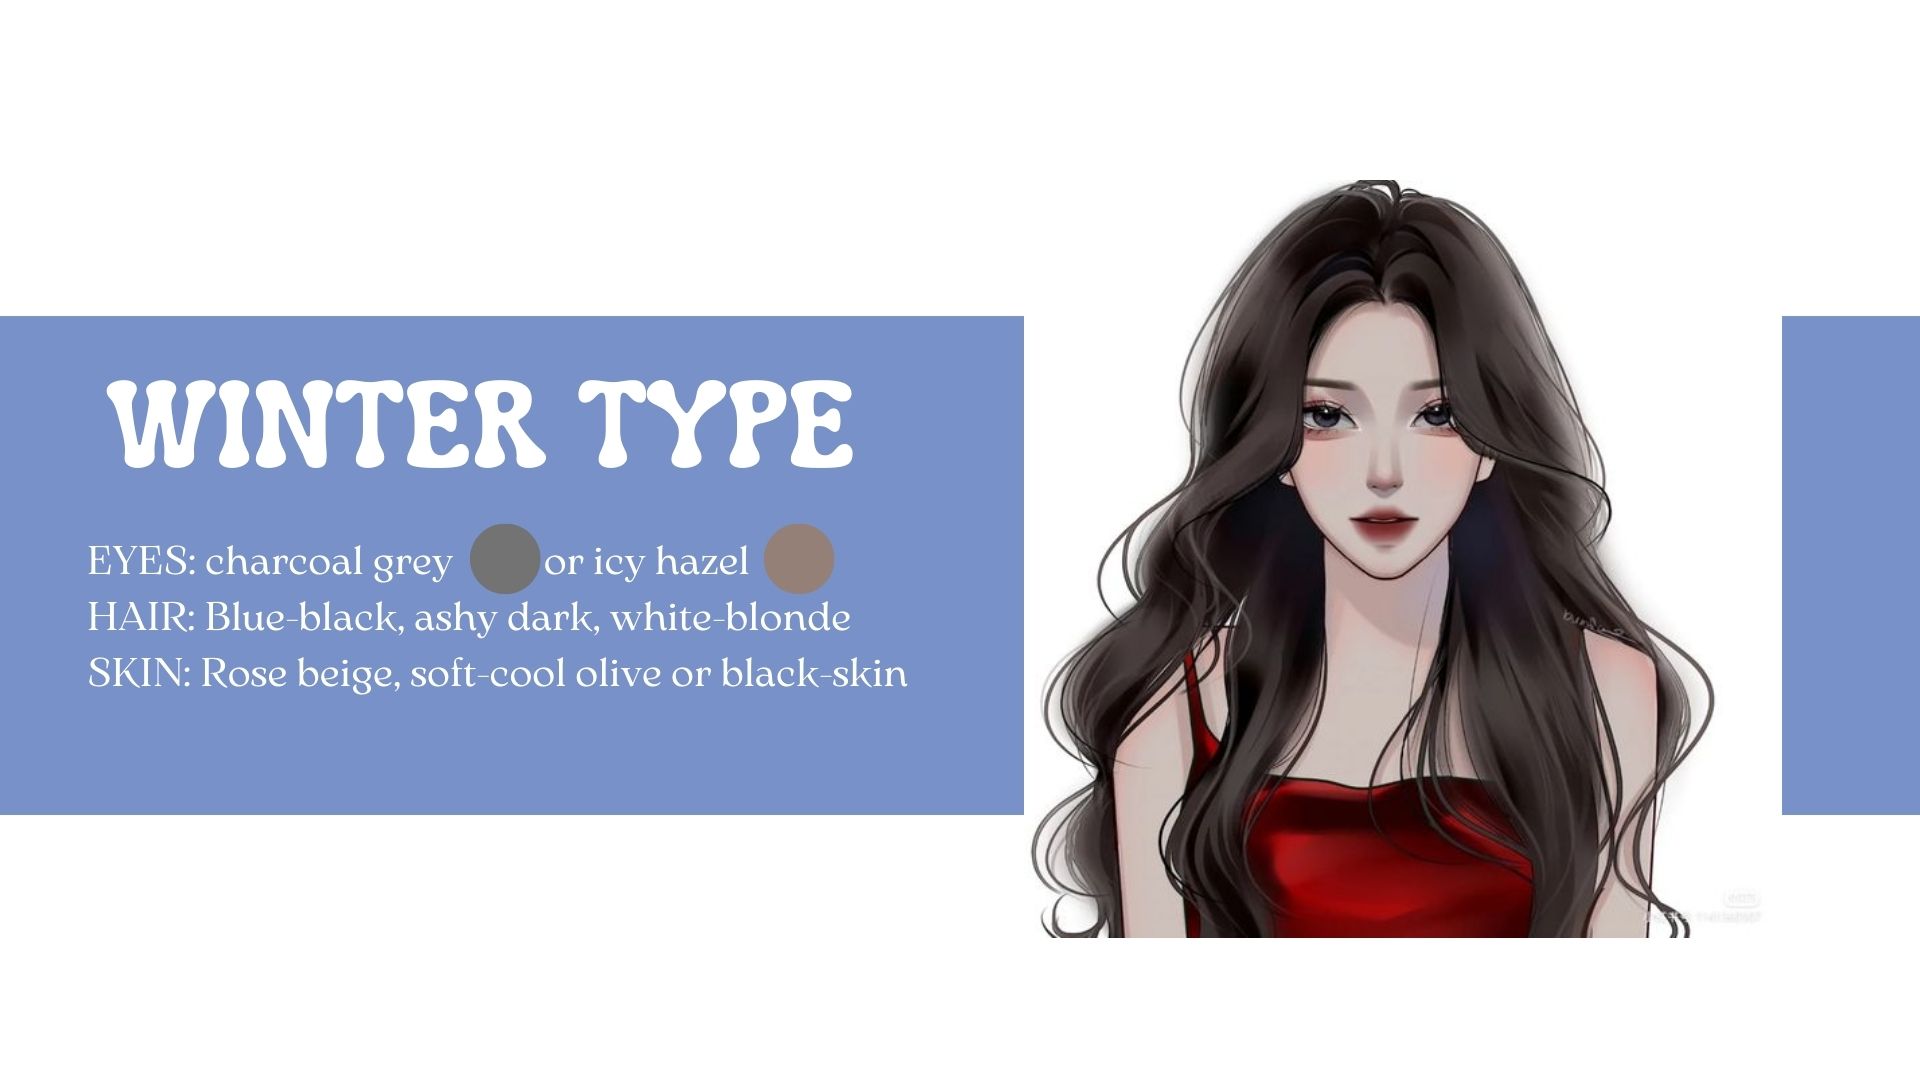 WINTER TYPE
EYES: charcoal grey or icy hazel
HAIR: Blue-black, ashy dark, white-blonde
SKIN: Rose beige, soft-cool olive or black-skin